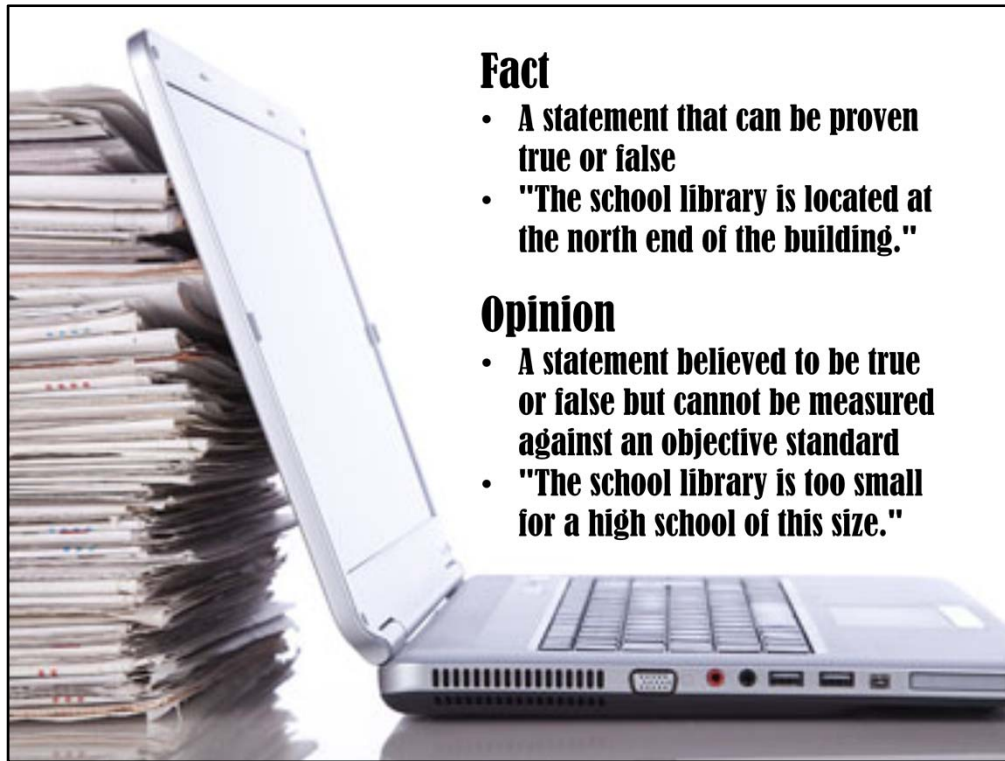 Fact
• A statement that can be proven
true or false
• "The school library is located at
the north end of the building."
Opinion
• A statement believed to be true
or false but cannot be measured
against an objective standard
• "The school library is too small
for a high school of this size."